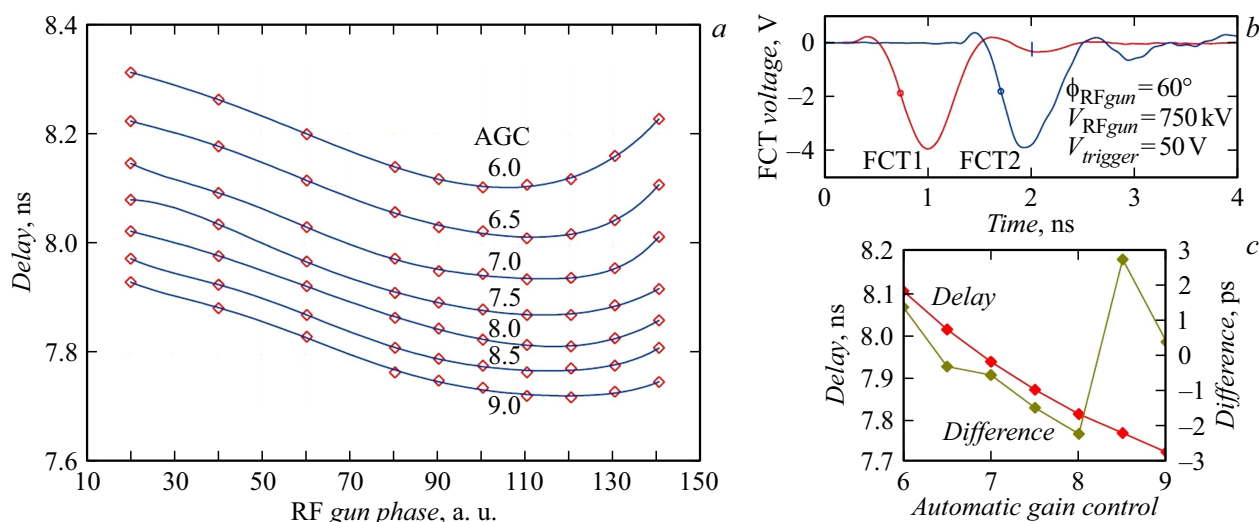 a
8.4
8.2
8.0
7.8
7.6
Delay, ns
AGC
6.0
6.5
7.0
7.5
8.0
8.5
9.0
10 30 50 70 90 110 130 150
RF gun phase, a. u.
b
0
−2
−4
FCT voltage, V
ϕRFgun = 60°
VRFgun = 750 kV
Vtrigger = 50 V
FCT1 FCT2
0 1 2 3 4
Time, ns
c
8.2
8.1
8.0
7.9
7.8
7.7
Delay, ns
Delay
Difference
3
2
1
0
−1
−2
−3
Difference, ps
6 7 8 9
Automatic gain control